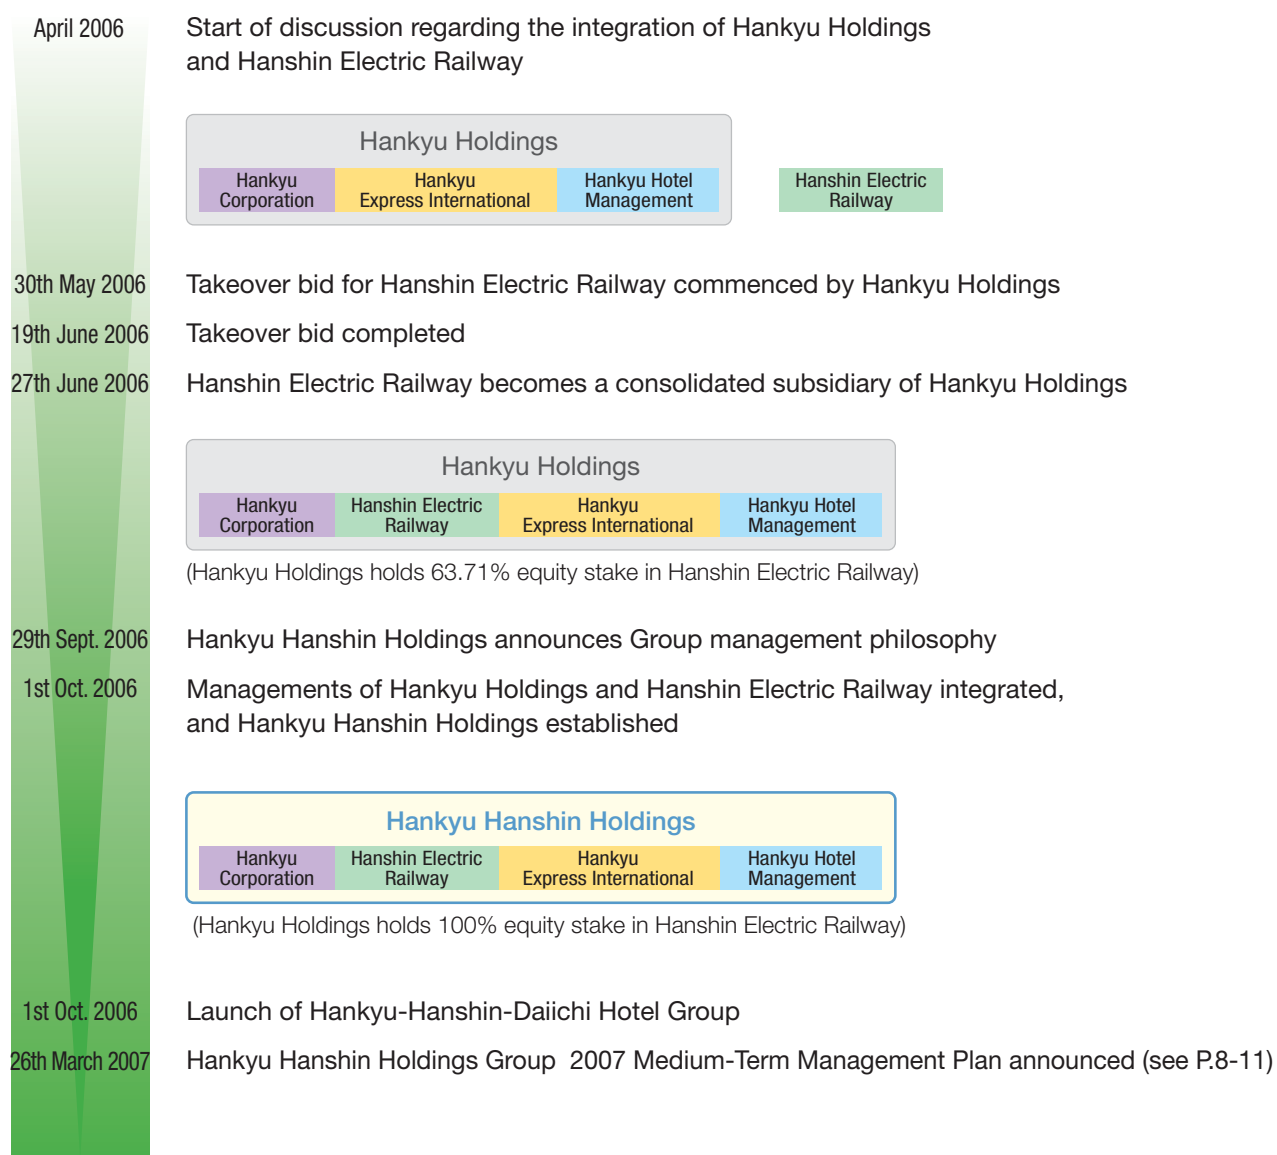 April 2006
Start of discussion regarding the integration of Hankyu Holdings
and Hanshin Electric Railway
Hankyu Holdings
Hankyu
Corporation
Hankyu
Express International
Hankyu Hotel
Management
Hanshin Electric
Railway
30th May 2006
Takeover bid for Hanshin Electric Railway commenced by Hankyu Holdings
19th June 2006
Takeover bid completed
27th June 2006
Hanshin Electric Railway becomes a consolidated subsidiary of Hankyu Holdings
Hankyu Holdings
Hankyu
Corporation
Hanshin Electric
Railway
Hankyu
Express International
Hankyu Hotel
Management
(Hankyu Holdings holds 63.71% equity stake in Hanshin Electric Railway)
29th Sept. 2006
Hankyu Hanshin Holdings announces Group management philosophy
1st Oct. 2006
Managements of Hankyu Holdings and Hanshin Electric Railway integrated,
and Hankyu Hanshin Holdings established
Hankyu Hanshin Holdings
Hankyu
Corporation
Hanshin Electric
Railway
Hankyu
Express International
Hankyu Hotel
Management
(Hankyu Holdings holds 100% equity stake in Hanshin Electric Railway)
1st Oct. 2006
Launch of Hankyu-Hanshin-Daiichi Hotel Group
26th March 2007
Hankyu Hanshin Holdings Group 2007 Medium-Term Management Plan announced (see P.8-11)